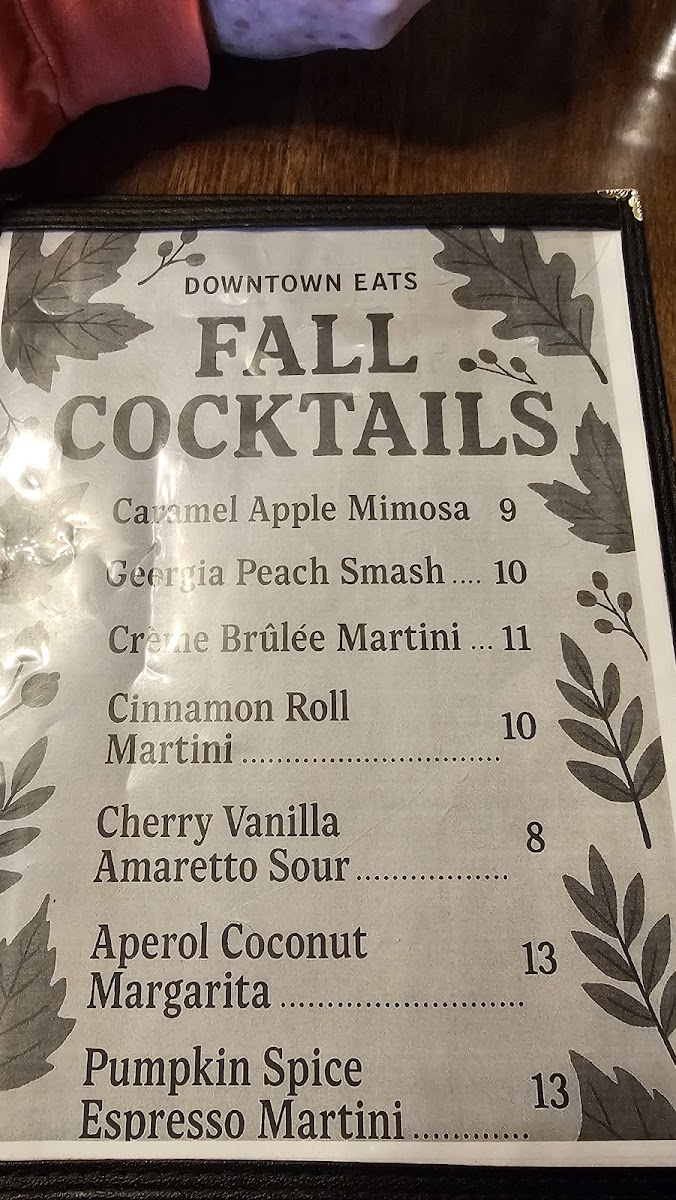 DOWNTOWN EATS
FALL
COCKTAILS
Caramel Apple Mimosa 9
Georgia Peach Smash .... 10
Crème Brûlée Martini ... 11
Cinnamon Roll
Martini .............................. 10
Cherry Vanilla
Amaretto Sour ................. 8
Aperol Coconut
Margarita ........................... 13
Pumpkin Spice
Espresso Martini ............ 13